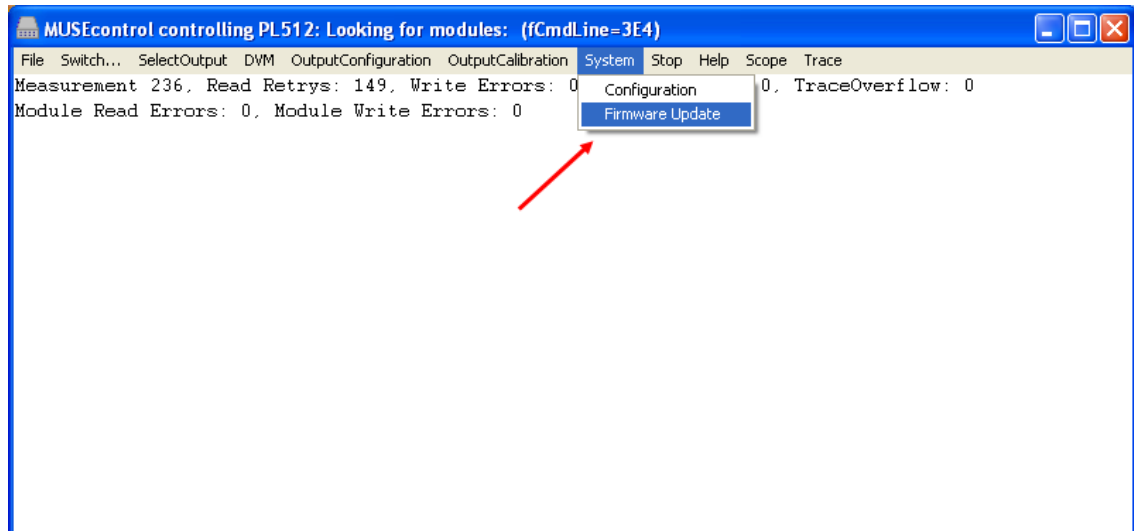 MUSEcontrol controlling PL512: Looking for modules: (fCmdLine=3E4)
File Switch... SelectOutput DVM OutputConfiguration OutputCalibration System Stop Help Scope Trace
Measurement 236, Read Retrys: 149, Write Errors: 0 0, TraceOverflow: 0
Configuration
Module Read Errors: 0, Module Write Errors: 0
Firmware Update